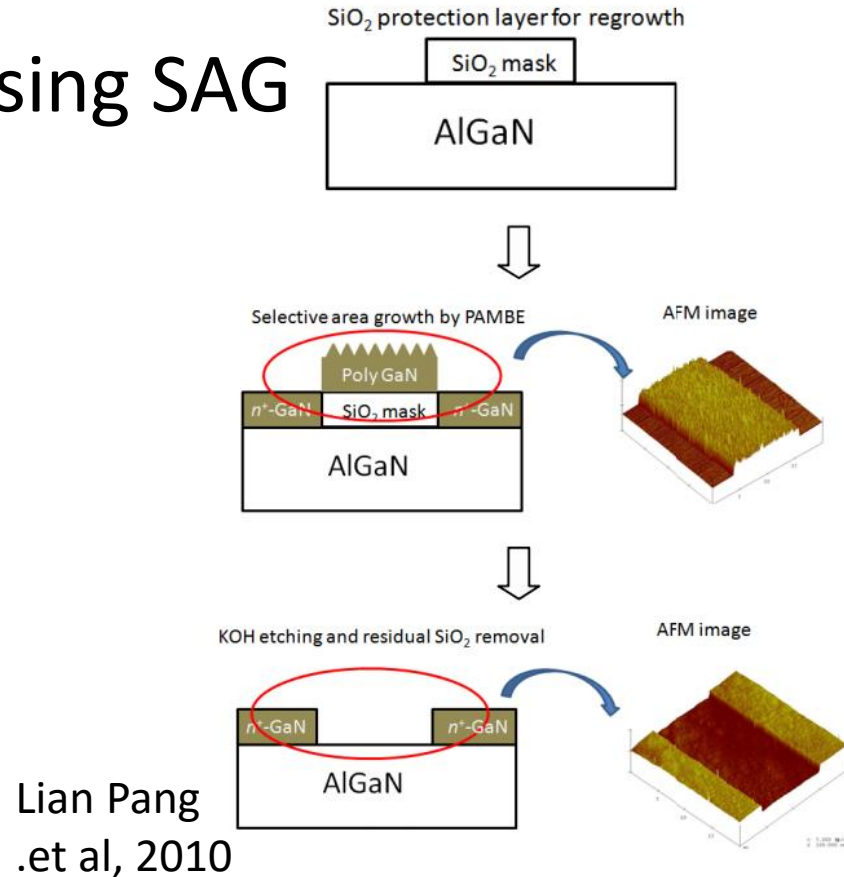 SiO₂ protection layer for regrowth
sing SAG
SiO₂ mask
AlGaN
Selective area growth by PAMBE
AFM image
Poly GaN
n⁺-GaN SiO₂ mask n⁺-GaN
AlGaN
KOH etching and residual SiO₂ removal
AFM image
n⁺-GaN n⁺-GaN
AlGaN
Lian Pang
.et al, 2010